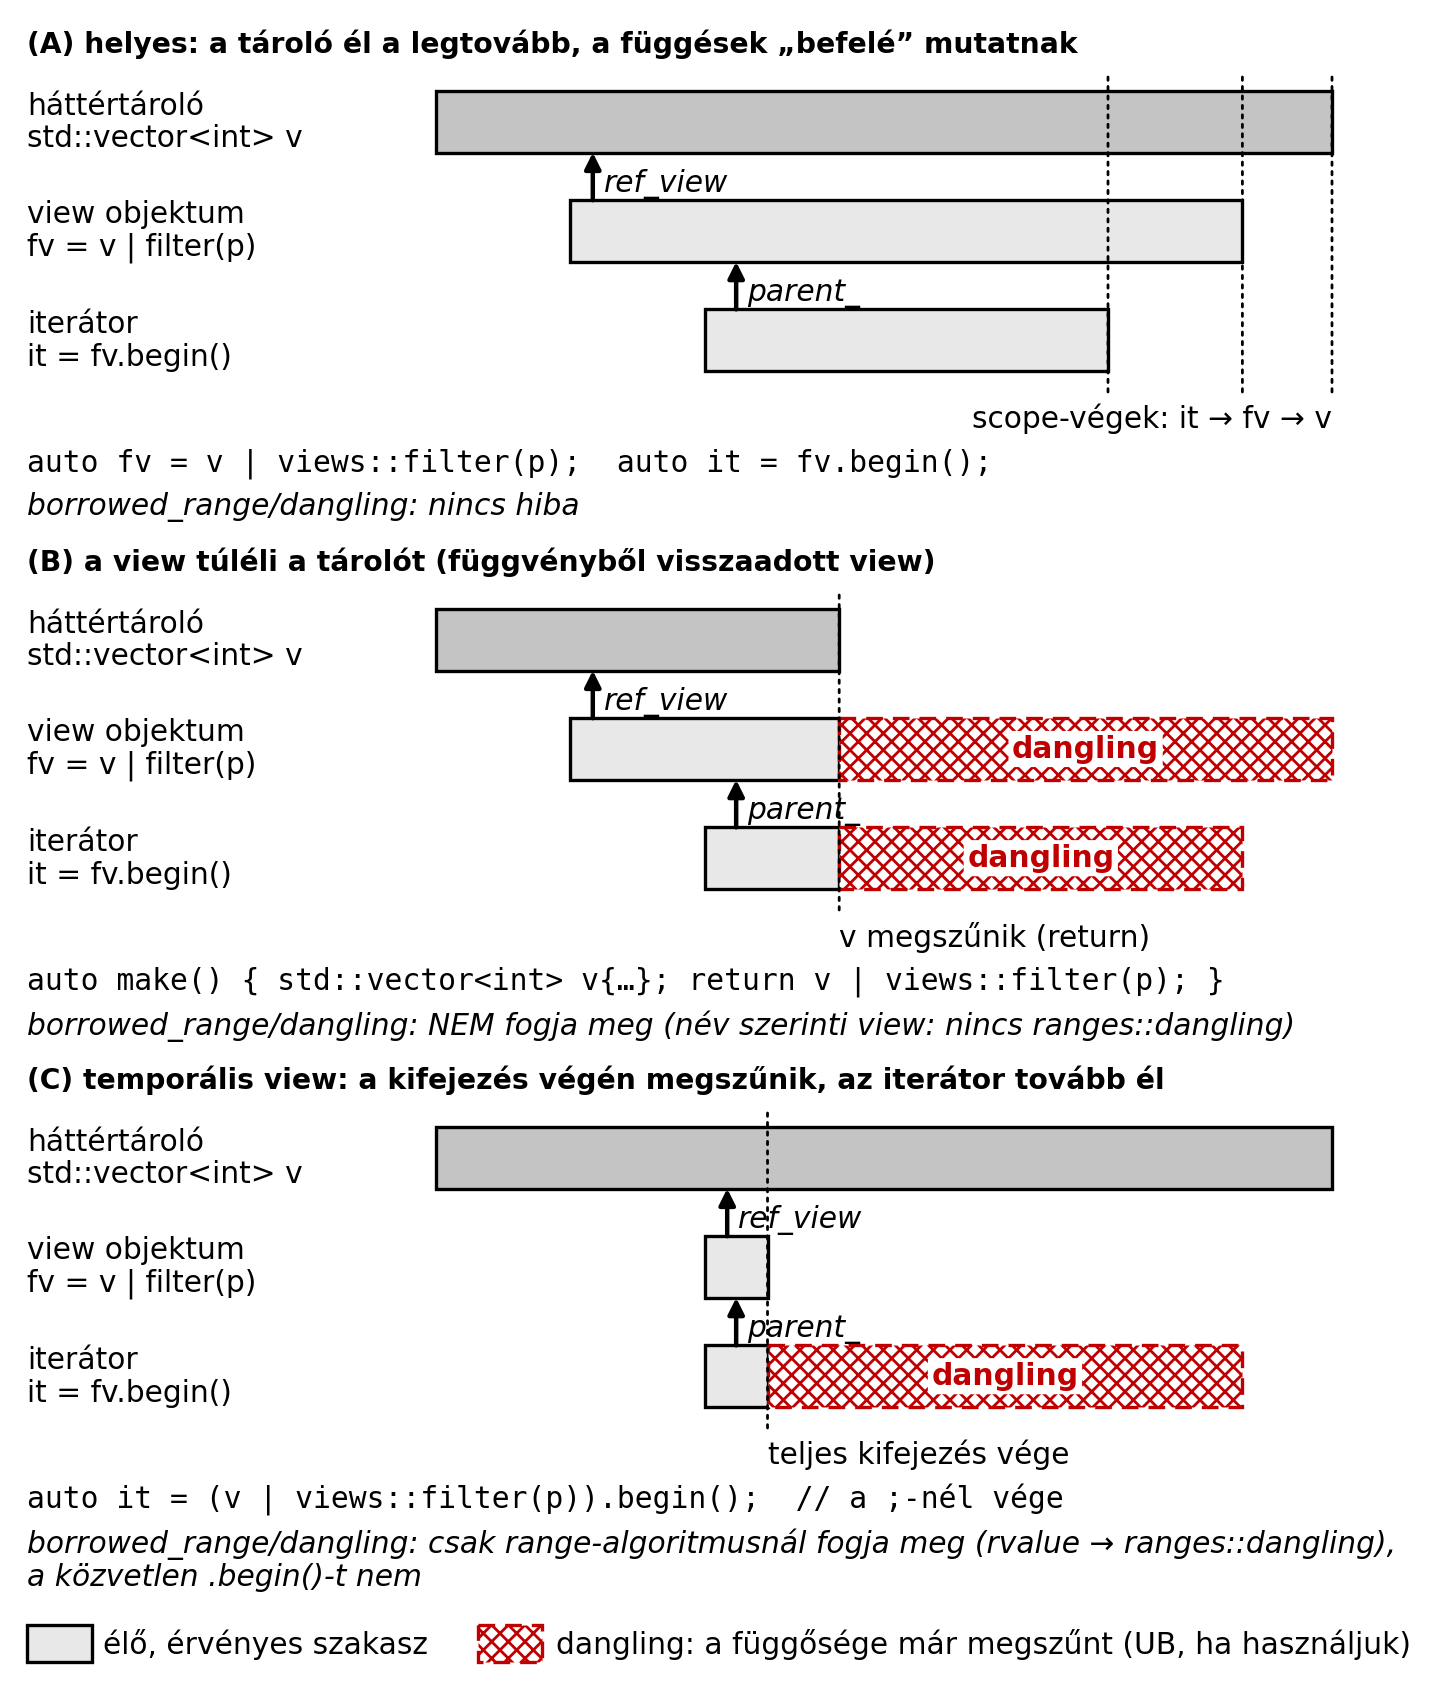 (A) helyes: a tároló él a legtovább, a függések „befelé” mutatnak
háttértároló
std::vector<int> v
ref_view
view objektum
fv = v | filter(p)
parent_
iterátor
it = fv.begin()
scope-végek: it → fv → v
auto fv = v | views::filter(p);  auto it = fv.begin();
borrowed_range/dangling: nincs hiba
(B) a view túléli a tárolót (függvényből visszaadott view)
háttértároló
std::vector<int> v
ref_view
view objektum
fv = v | filter(p)
dangling
parent_
iterátor
it = fv.begin()
dangling
v megszűnik (return)
auto make() { std::vector<int> v{…}; return v | views::filter(p); }
borrowed_range/dangling: NEM fogja meg (név szerinti view: nincs ranges::dangling)
(C) temporális view: a kifejezés végén megszűnik, az iterátor tovább él
háttértároló
std::vector<int> v
ref_view
view objektum
fv = v | filter(p)
parent_
iterátor
it = fv.begin()
dangling
teljes kifejezés vége
auto it = (v | views::filter(p)).begin();  // a ;-nél vége
borrowed_range/dangling: csak range-algoritmusnál fogja meg (rvalue → ranges::dangling),
a közvetlen .begin()-t nem
élő, érvényes szakasz
dangling: a függősége már megszűnt (UB, ha használjuk)